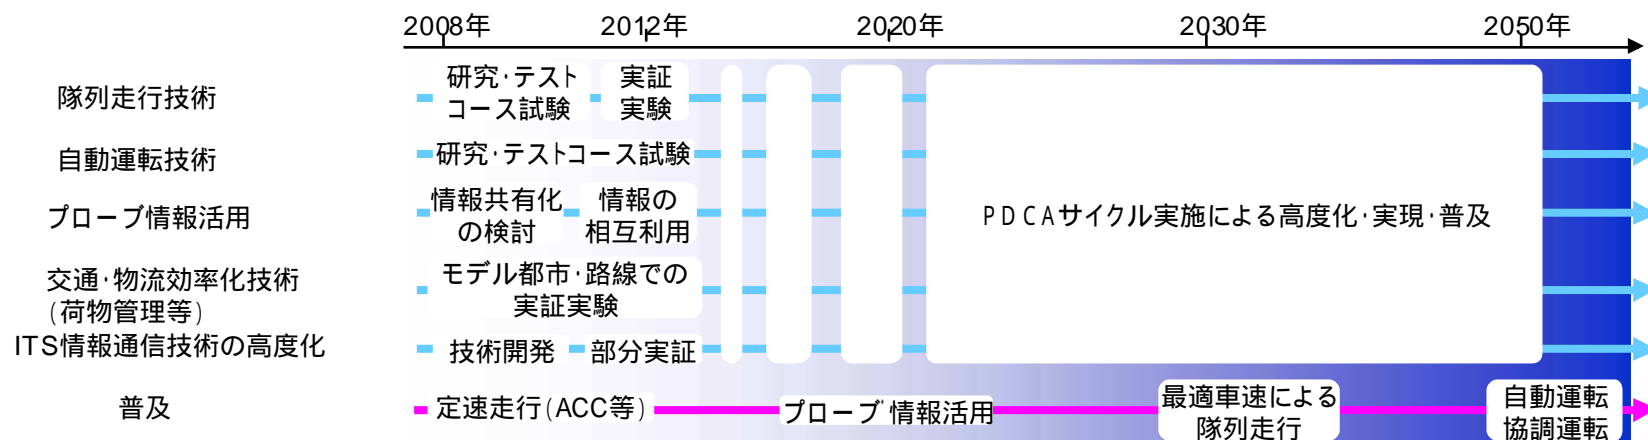 2008年 2012年 2020年 2030年 2050年
隊列走行技術
研究・テスト
コース試験
実証
実験
自動運転技術
研究・テストコース試験
プローブ情報活用
情報共有化
の検討
情報の
相互利用
PDCAサイクル実施による高度化・実現・普及
交通・物流効率化技術
(荷物管理等)
モデル都市・路線での
実証実験
ITS情報通信技術の高度化
技術開発
部分実証
普及
定速走行(ACC等)
プローブ情報活用
最適車速による
隊列走行
自動運転
協調運転